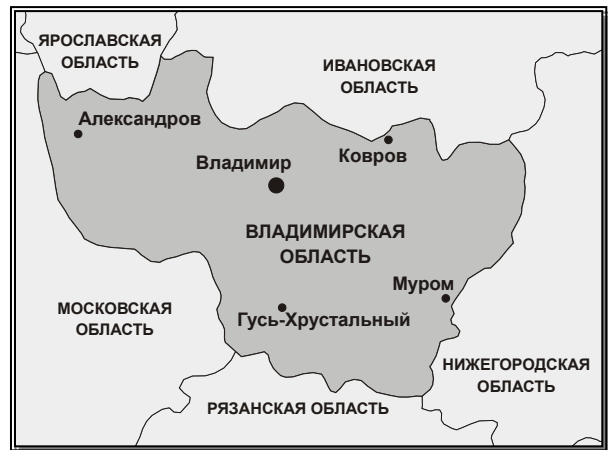 ЯРОСЛАВСКАЯ
ОБЛАСТЬ
ИВАНОВСКАЯ
ОБЛАСТЬ
Александров
Владимир
Ковров
ВЛАДИМИРСКАЯ
ОБЛАСТЬ
Муром
МОСКОВСКАЯ
ОБЛАСТЬ
Гусь-Хрустальный
НИЖЕГОРОДСКАЯ
ОБЛАСТЬ
РЯЗАНСКАЯ ОБЛАСТЬ